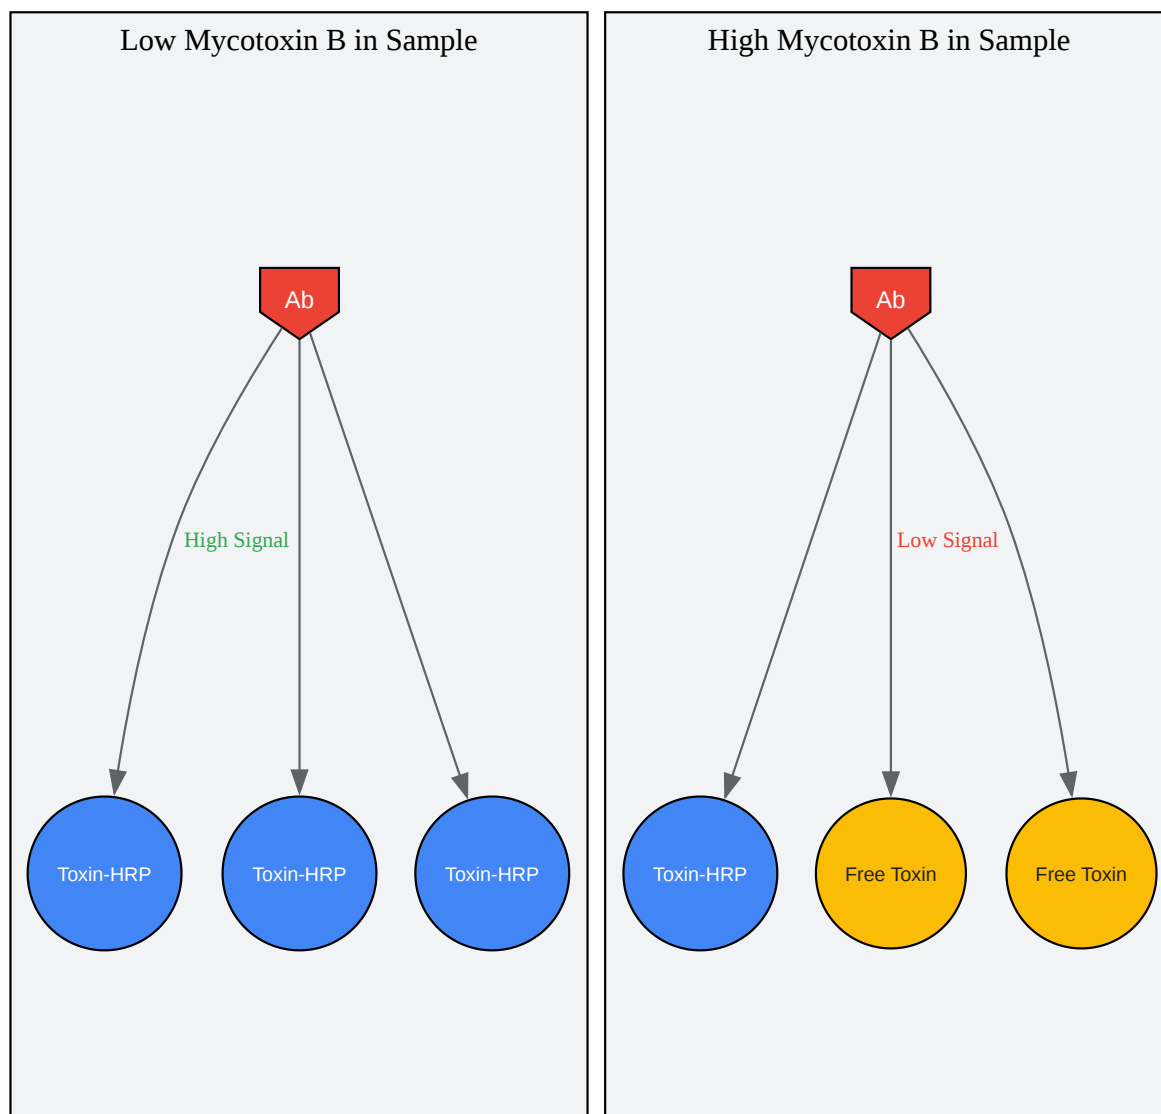 Low Mycotoxin B in Sample
Ab
High Signal
Toxin-HRP
Toxin-HRP
Toxin-HRP
High Mycotoxin B in Sample
Ab
Low Signal
Toxin-HRP
Free Toxin
Free Toxin